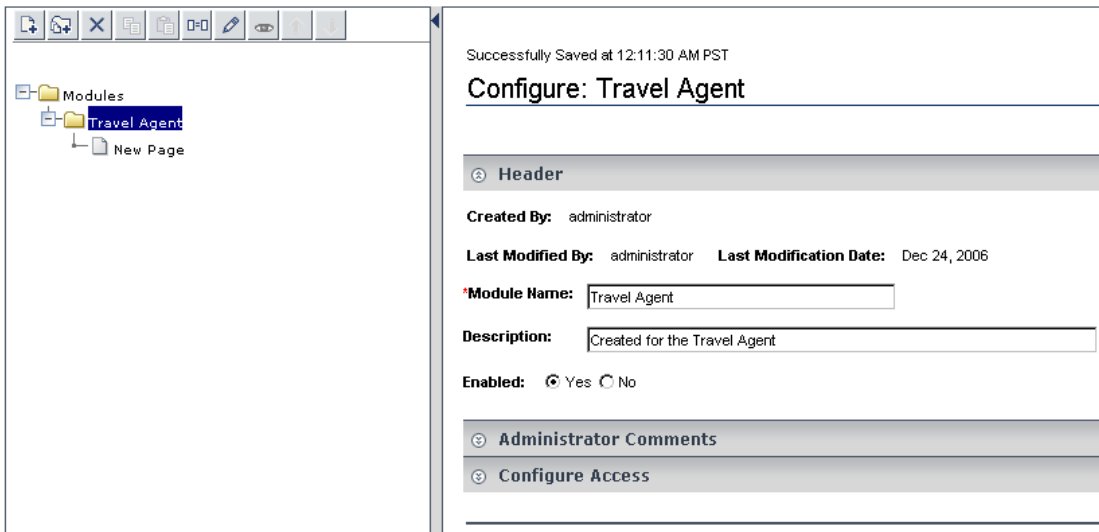 Modules
Travel Agent
New Page
Successfully Saved at 12:11:30 AM PST
Configure: Travel Agent
Header
Created By: administrator
Last Modified By: administrator Last Modification Date: Dec 24, 2006
*Module Name: Travel Agent
Description: Created for the Travel Agent
Enabled: Yes No
Administrator Comments
Configure Access